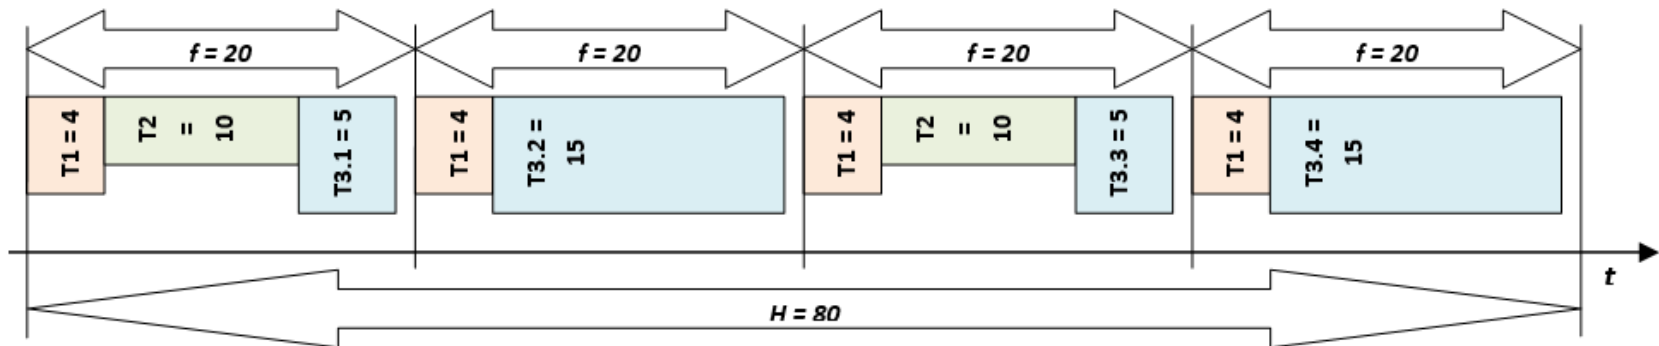 f = 20
f = 20
f = 20
f = 20
T1 = 4
T2 = 10
T3.1 = 5
T1 = 4
T3.2 =
15
T1 = 4
T2 = 10
T3.3 = 5
T1 = 4
T3.4 =
15
t
H = 80